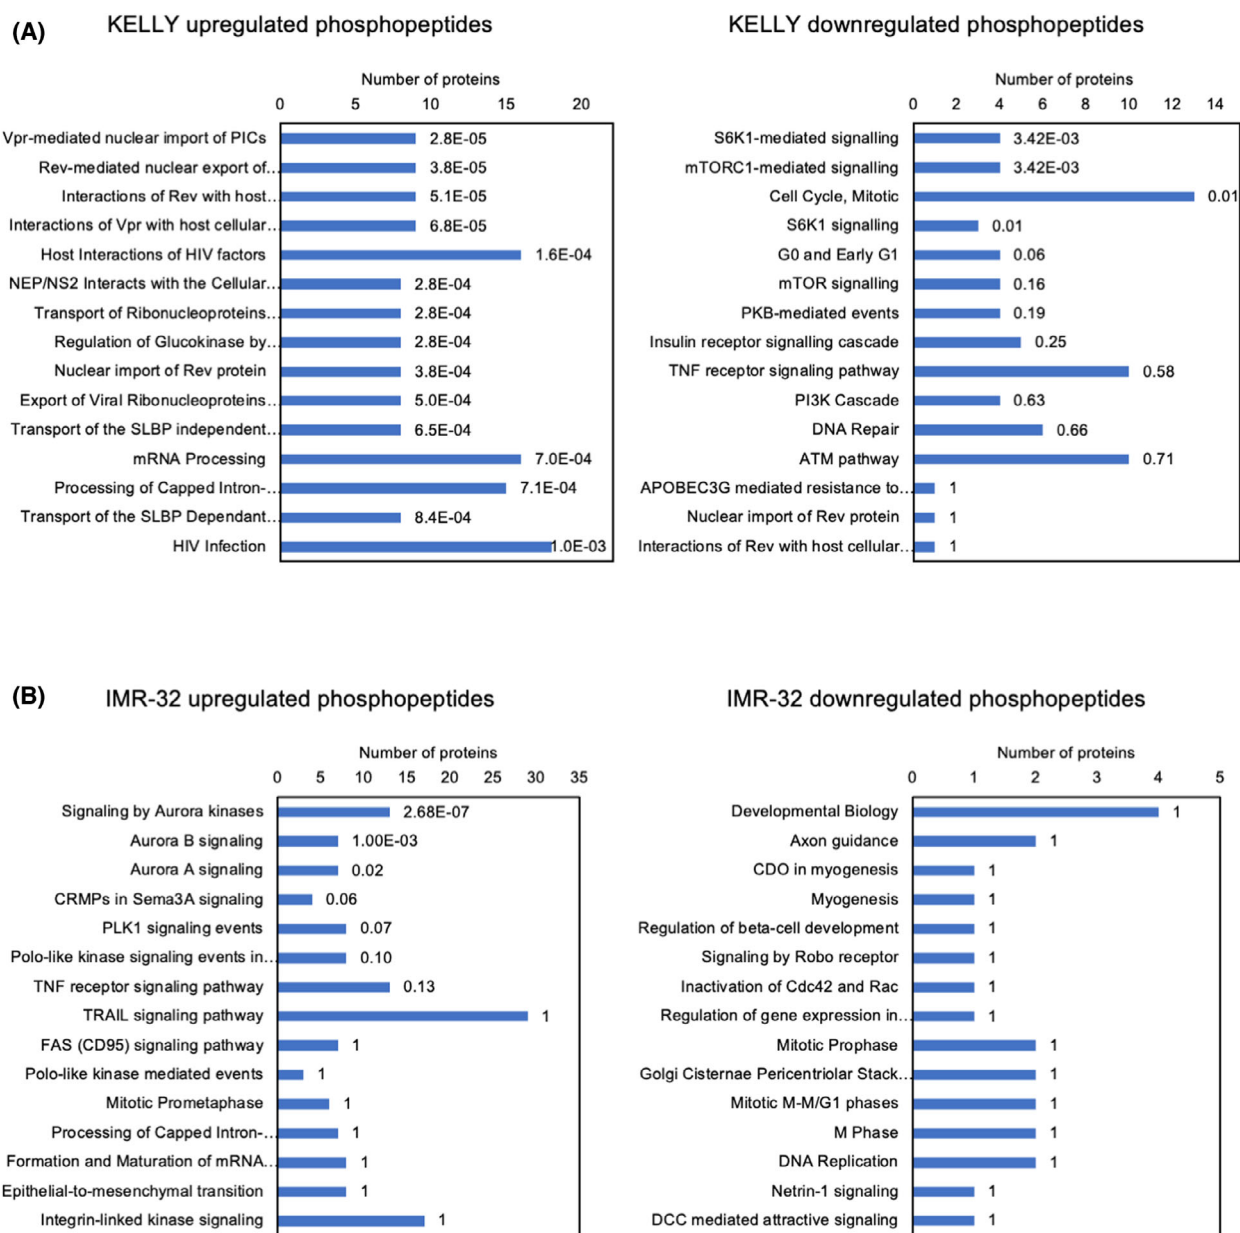 (A)
KELLY upregulated phosphopeptides
Number of proteins
0 5 10 15 20
Vpr-mediated nuclear import of PICs 2.8E-05
Rev-mediated nuclear export of... 3.8E-05
Interactions of Rev with host... 5.1E-05
Interactions of Vpr with host cellular... 6.8E-05
Host Interactions of HIV factors 1.6E-04
NEP/NS2 Interacts with the Cellular... 2.8E-04
Transport of Ribonucleoproteins... 2.8E-04
Regulation of Glucokinase by... 2.8E-04
Nuclear import of Rev protein 3.8E-04
Export of Viral Ribonucleoproteins... 5.0E-04
Transport of the SLBP independent... 6.5E-04
mRNA Processing 7.0E-04
Processing of Capped Intron-... 7.1E-04
Transport of the SLBP Dependant... 8.4E-04
HIV Infection 1.0E-03
KELLY downregulated phosphopeptides
Number of proteins
0 2 4 6 8 10 12 14
S6K1-mediated signalling 3.42E-03
mTORC1-mediated signalling 3.42E-03
Cell Cycle, Mitotic 0.01
S6K1 signalling 0.01
G0 and Early G1 0.06
mTOR signalling 0.16
PKB-mediated events 0.19
Insulin receptor signalling cascade 0.25
TNF receptor signaling pathway 0.58
PI3K Cascade 0.63
DNA Repair 0.66
ATM pathway 0.71
APOBEC3G mediated resistance to... 1
Nuclear import of Rev protein 1
Interactions of Rev with host cellular... 1
(B)
IMR-32 upregulated phosphopeptides
Number of proteins
0 5 10 15 20 25 30 35
Signaling by Aurora kinases 2.68E-07
Aurora B signaling 1.00E-03
Aurora A signaling 0.02
CRMPs in Sema3A signaling 0.06
PLK1 signaling events 0.07
Polo-like kinase signaling events in... 0.10
TNF receptor signaling pathway 0.13
TRAIL signaling pathway 1
FAS (CD95) signaling pathway 1
Polo-like kinase mediated events 1
Mitotic Prometaphase 1
Processing of Capped Intron-... 1
Formation and Maturation of mRNA... 1
Epithelial-to-mesenchymal transition 1
Integrin-linked kinase signaling 1
IMR-32 downregulated phosphopeptides
Number of proteins
0 1 2 3 4 5
Developmental Biology 1
Axon guidance 1
CDO in myogenesis 1
Myogenesis 1
Regulation of beta-cell development 1
Signaling by Robo receptor 1
Inactivation of Cdc42 and Rac 1
Regulation of gene expression in... 1
Mitotic Prophase 1
Golgi Cisternae Pericentriolar Stack... 1
Mitotic M-M/G1 phases 1
M Phase 1
DNA Replication 1
Netrin-1 signaling 1
DCC mediated attractive signaling 1